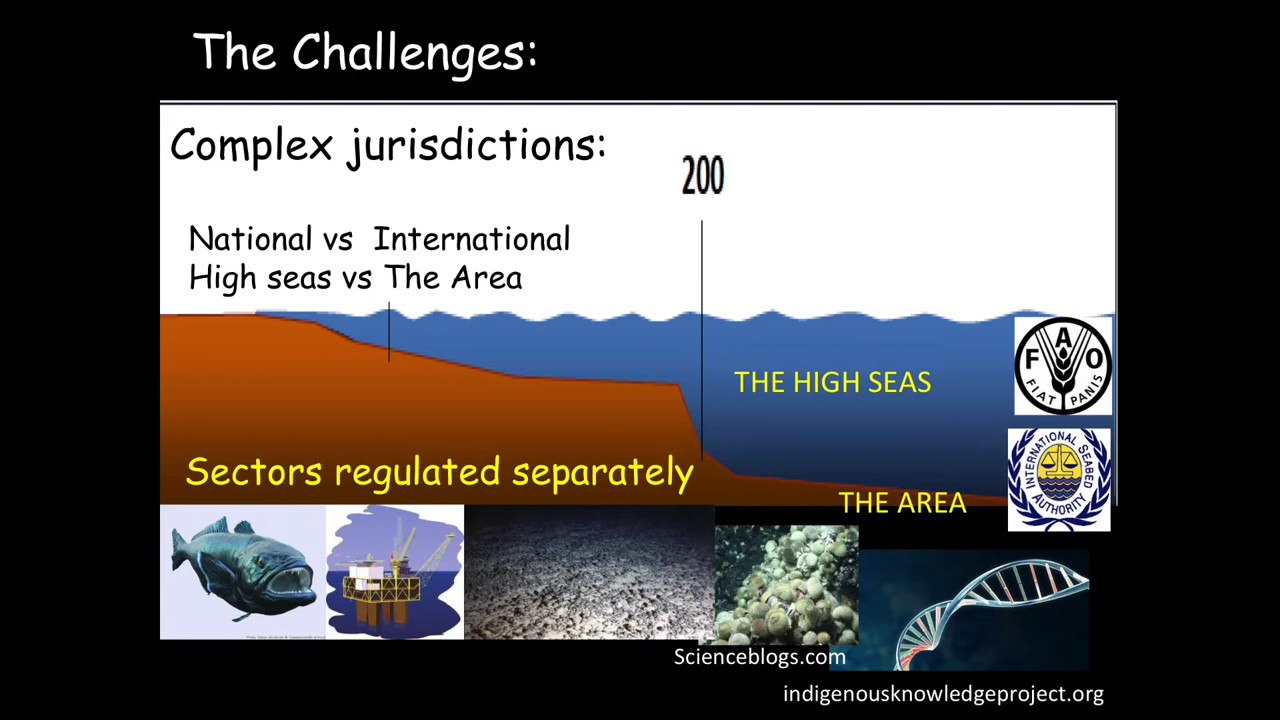 The Challenges:
Complex jurisdictions:
200
National vs International
High seas vs The Area
THE HIGH SEAS
FAO
FIAT PANIS
Sectors regulated separately
INTERNATIONAL SEABED
AUTHORITY
THE AREA
Scienceblogs.com
indigenousknowledgeproject.org